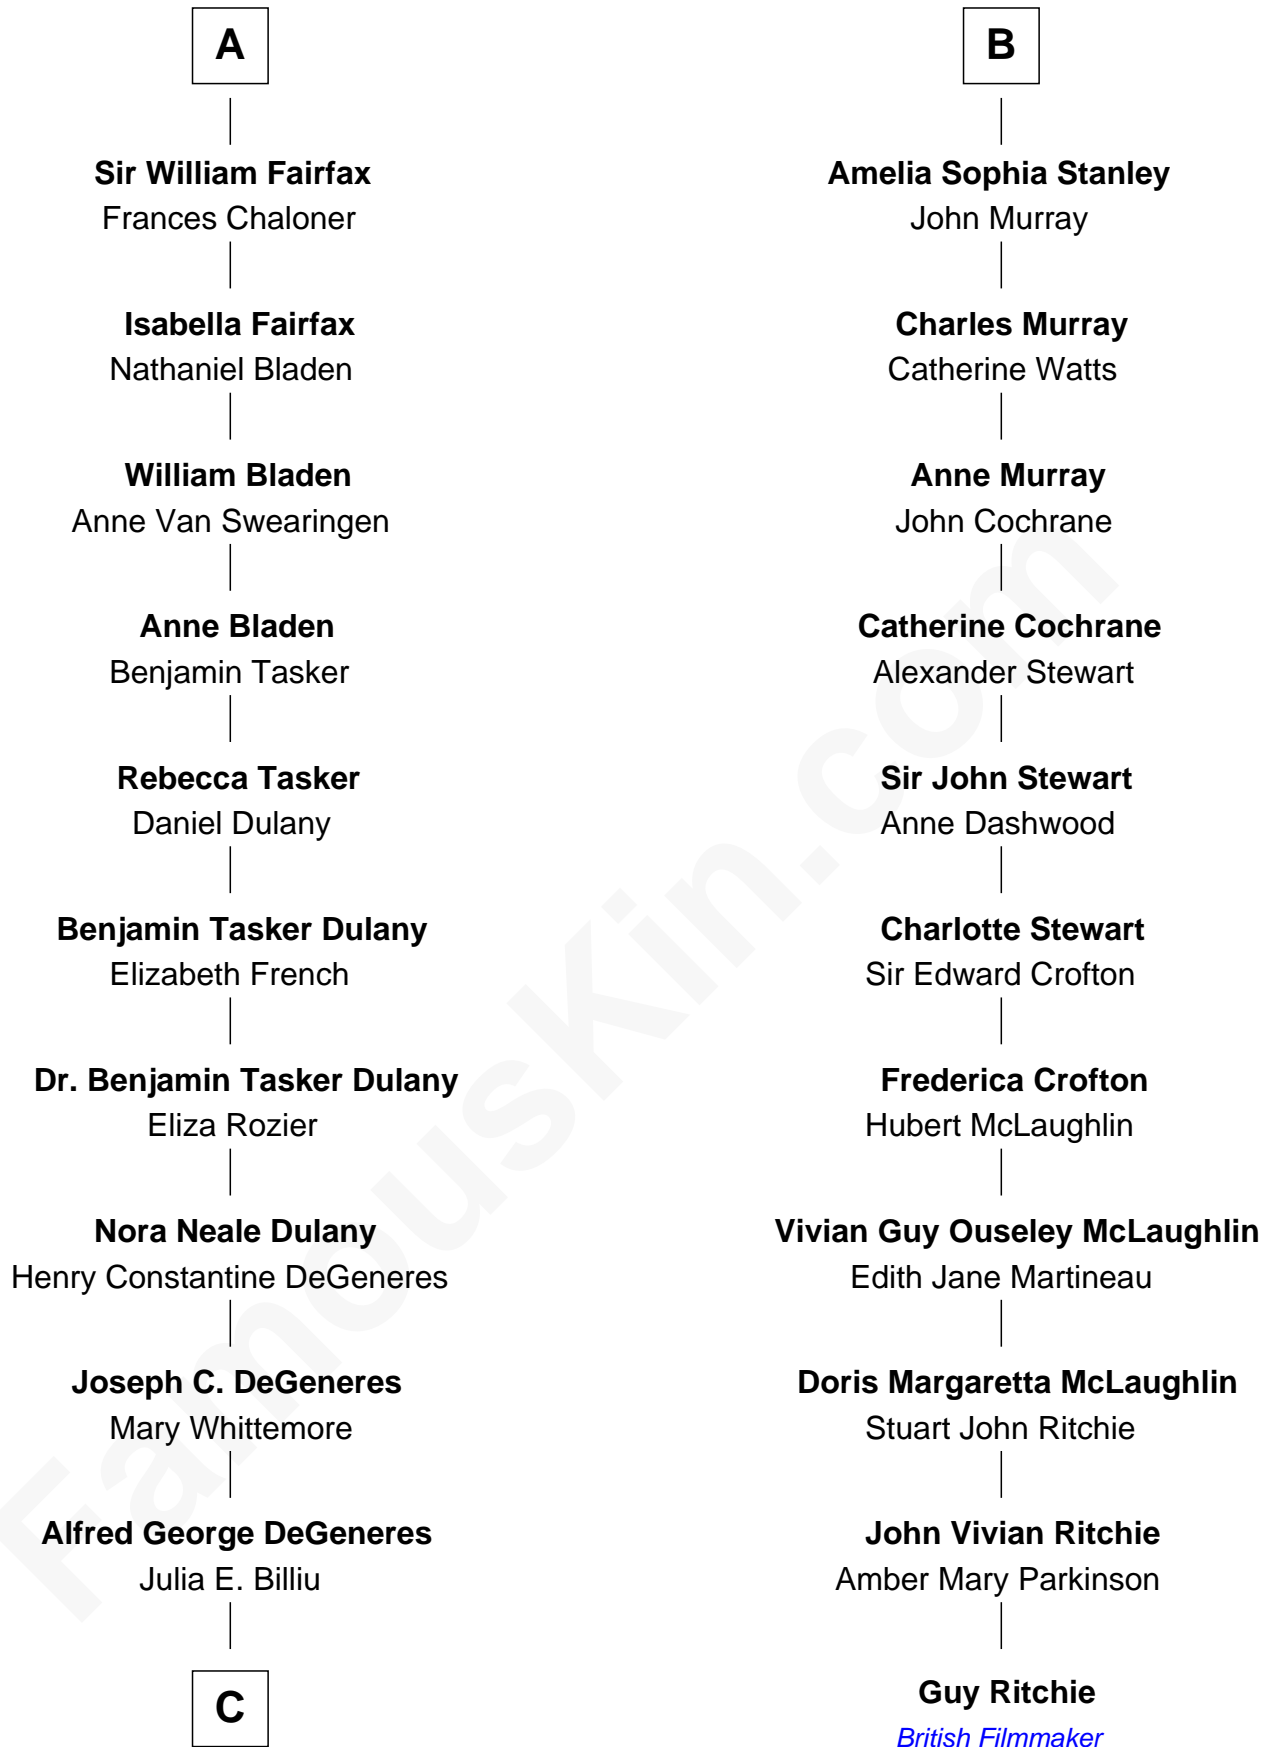 A
Sir William Fairfax
Frances Chaloner
Isabella Fairfax
Nathaniel Bladen
William Bladen
Anne Van Swearingen
Anne Bladen
Benjamin Tasker
Rebecca Tasker
Daniel Dulany
Benjamin Tasker Dulany
Elizabeth French
Dr. Benjamin Tasker Dulany
Eliza Rozier
Nora Neale Dulany
Henry Constantine DeGeneres
Joseph C. DeGeneres
Mary Whittemore
Alfred George DeGeneres
Julia E. Billiu
C
B
Amelia Sophia Stanley
John Murray
Charles Murray
Catherine Watts
Anne Murray
John Cochrane
Catherine Cochrane
Alexander Stewart
Sir John Stewart
Anne Dashwood
Charlotte Stewart
Sir Edward Crofton
Frederica Crofton
Hubert McLaughlin
Vivian Guy Ouseley McLaughlin
Edith Jane Martineau
Doris Margaretta McLaughlin
Stuart John Ritchie
John Vivian Ritchie
Amber Mary Parkinson
Guy Ritchie
British Filmmaker
FamousKin.com